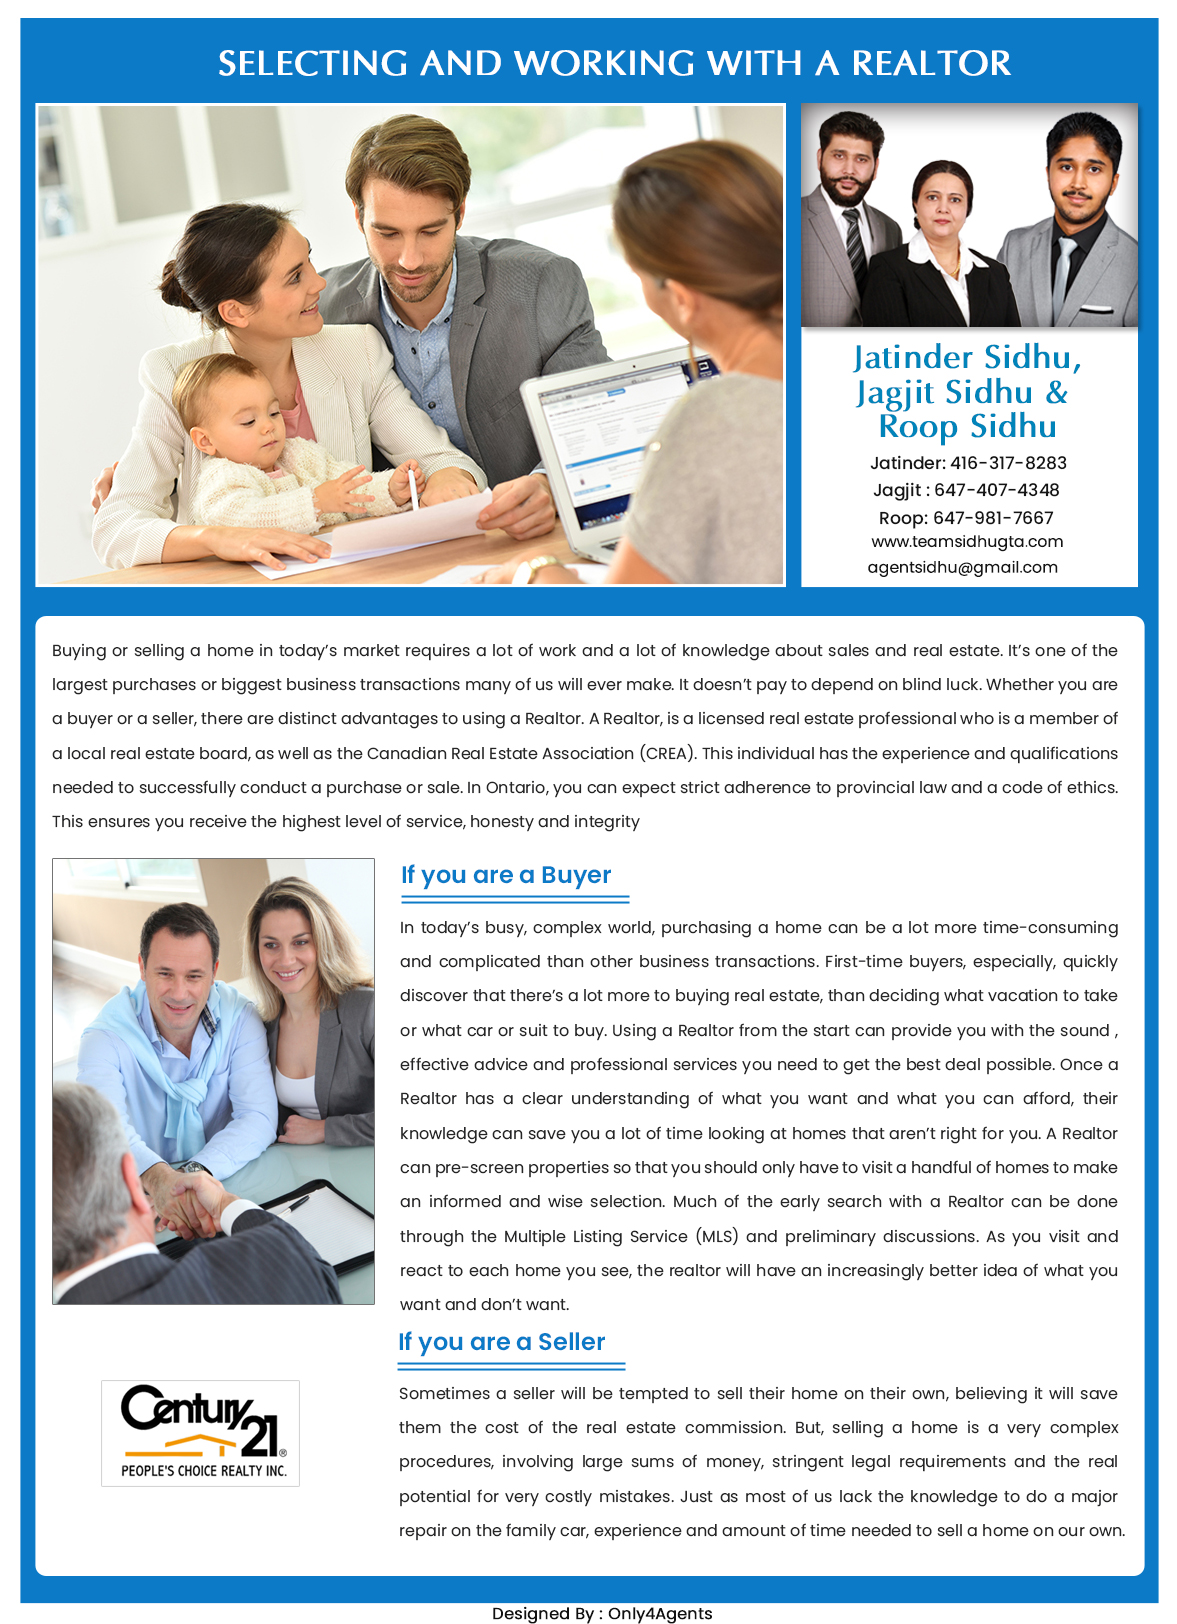 SELECTING AND WORKING WITH A REALTOR
Jatinder Sidhu,
Jagjit Sidhu &
Roop Sidhu
Jatinder: 416-317-8283
Jagjit : 647-407-4348
Roop: 647-981-7667
www.teamsidhugta.com
agentsidhu@gmail.com
Buying or selling a home in today’s market requires a lot of work and a lot of knowledge about sales and real estate. It’s one of the
largest purchases or biggest business transactions many of us will ever make. It doesn’t pay to depend on blind luck. Whether you are
a buyer or a seller, there are distinct advantages to using a Realtor. A Realtor, is a licensed real estate professional who is a member of
a local real estate board, as well as the Canadian Real Estate Association (CREA). This individual has the experience and qualifications
needed to successfully conduct a purchase or sale. In Ontario, you can expect strict adherence to provincial law and a code of ethics.
This ensures you receive the highest level of service, honesty and integrity
If you are a Buyer
In today’s busy, complex world, purchasing a home can be a lot more time-consuming
and complicated than other business transactions. First-time buyers, especially, quickly
discover that there’s a lot more to buying real estate, than deciding what vacation to take
or what car or suit to buy. Using a Realtor from the start can provide you with the sound ,
effective advice and professional services you need to get the best deal possible. Once a
Realtor has a clear understanding of what you want and what you can afford, their
knowledge can save you a lot of time looking at homes that aren’t right for you. A Realtor
can pre-screen properties so that you should only have to visit a handful of homes to make
an informed and wise selection. Much of the early search with a Realtor can be done
through the Multiple Listing Service (MLS) and preliminary discussions. As you visit and
react to each home you see, the realtor will have an increasingly better idea of what you
want and don’t want.
If you are a Seller
Sometimes a seller will be tempted to sell their home on their own, believing it will save
them the cost of the real estate commission. But, selling a home is a very complex
procedures, involving large sums of money, stringent legal requirements and the real
potential for very costly mistakes. Just as most of us lack the knowledge to do a major
repair on the family car, experience and amount of time needed to sell a home on our own.
Century
21®
PEOPLE'S CHOICE REALTY INC.
Designed By : Only4Agents